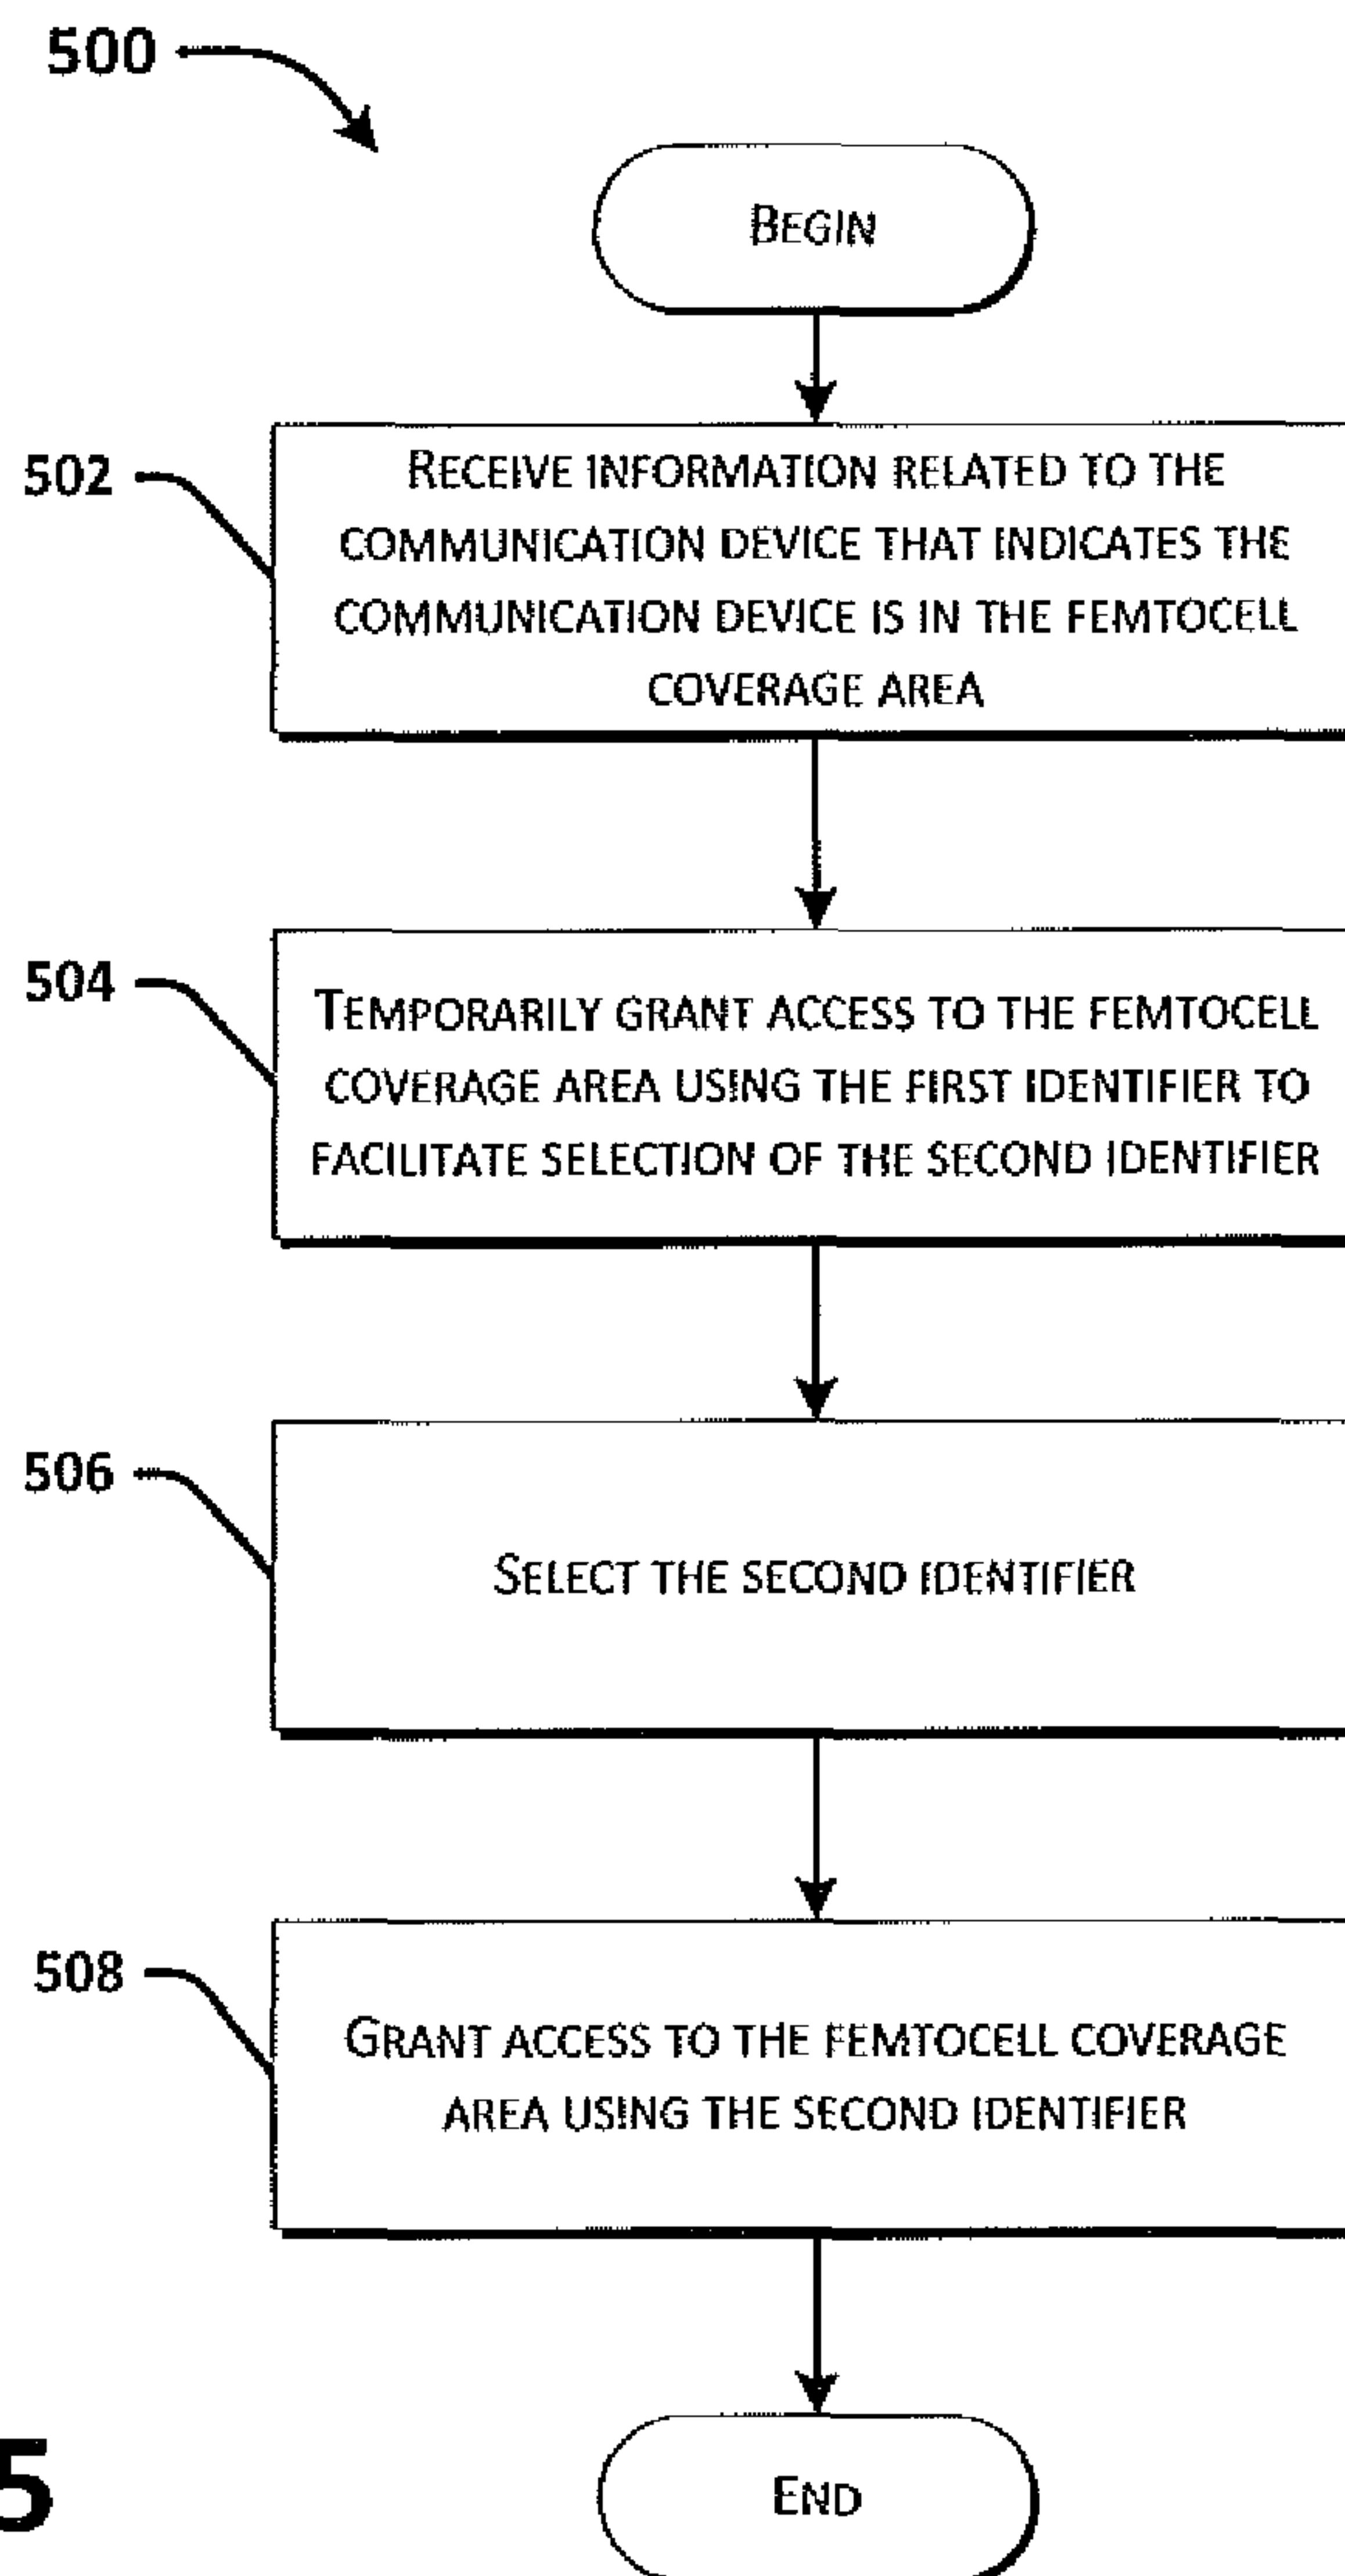 500
BEGIN
502
RECEIVE INFORMATION RELATED TO THE
COMMUNICATION DEVICE THAT INDICATES THE
COMMUNICATION DEVICE IS IN THE FEMTOCELL
COVERAGE AREA
504
TEMPORARILY GRANT ACCESS TO THE FEMTOCELL
COVERAGE AREA USING THE FIRST IDENTIFIER TO
FACILITATE SELECTION OF THE SECOND IDENTIFIER
506
SELECT THE SECOND IDENTIFIER
508
GRANT ACCESS TO THE FEMTOCELL COVERAGE
AREA USING THE SECOND IDENTIFIER
5
END